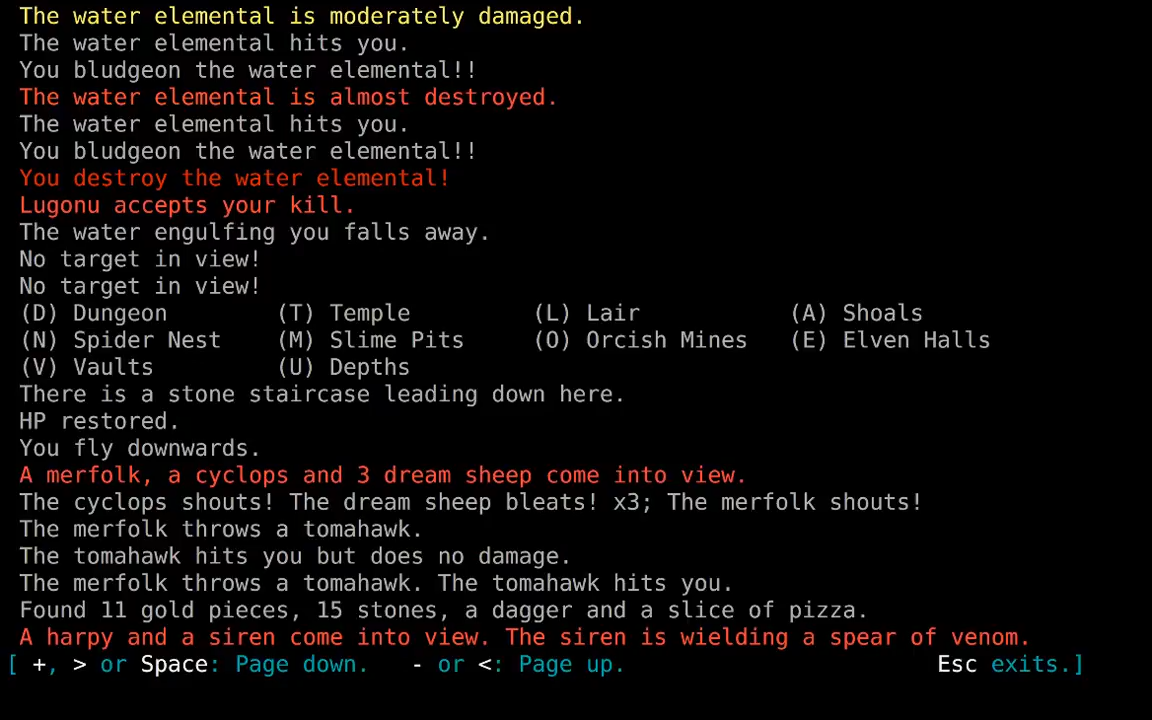 The water elemental is moderately damaged.
The water elemental hits you.
You bludgeon the water elemental!!
The water elemental is almost destroyed.
The water elemental hits you.
You bludgeon the water elemental!!
You destroy the water elemental!
Lugonu accepts your kill.
The water engulfing you falls away.
No target in view!
No target in view!
(D) Dungeon (T) Temple (L) Lair (A) Shoals
(N) Spider Nest (M) Slime Pits (O) Orcish Mines (E) Elven Halls
(V) Vaults (U) Depths
There is a stone staircase leading down here.
HP restored.
You fly downwards.
A merfolk, a cyclops and 3 dream sheep come into view.
The cyclops shouts! The dream sheep bleats! x3; The merfolk shouts!
The merfolk throws a tomahawk.
The tomahawk hits you but does no damage.
The merfolk throws a tomahawk. The tomahawk hits you.
Found 11 gold pieces, 15 stones, a dagger and a slice of pizza.
A harpy and a siren come into view. The siren is wielding a spear of venom.
[ +, > or Space: Page down. - or <: Page up. Esc exits.]